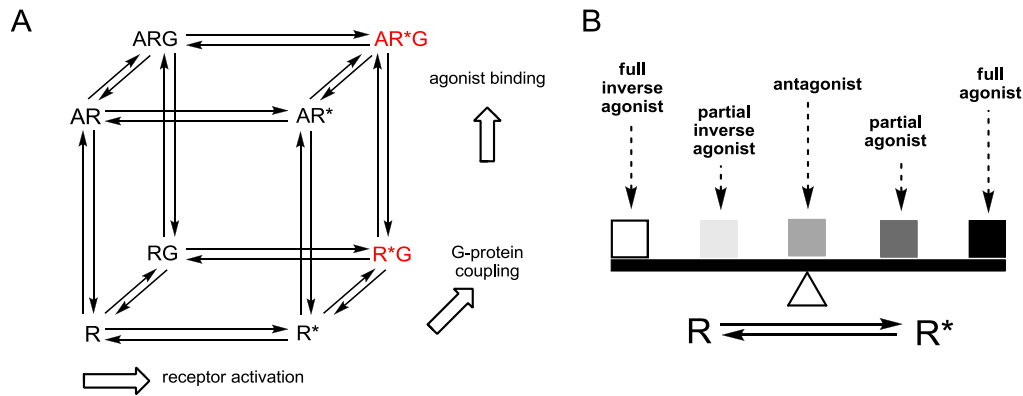 A
ARG
AR*G
AR
AR*
agonist binding
RG
R*G
G-protein
coupling
R
R*
receptor activation
B
full
inverse
agonist
partial
inverse
agonist
antagonist
partial
agonist
full
agonist
R
R*